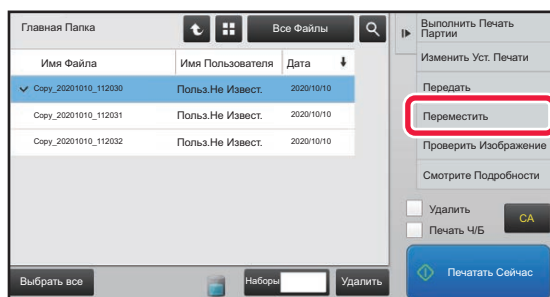 Главная Папка
Все Файлы
Имя Файла Имя Пользователя Дата
Copy_20201010_112030 Польз.Не Извест. 2020/10/10
Copy_20201010_112031 Польз.Не Извест. 2020/10/10
Copy_20201010_112032 Польз.Не Извест. 2020/10/10
Выбрать все
Наборы
Удалить
Выполнить Печать
Партии
Изменить Уст. Печати
Передать
Переместить
Проверить Изображение
Смотрите Подробности
Удалить
Печать Ч/Б
CA
Печатать Сейчас